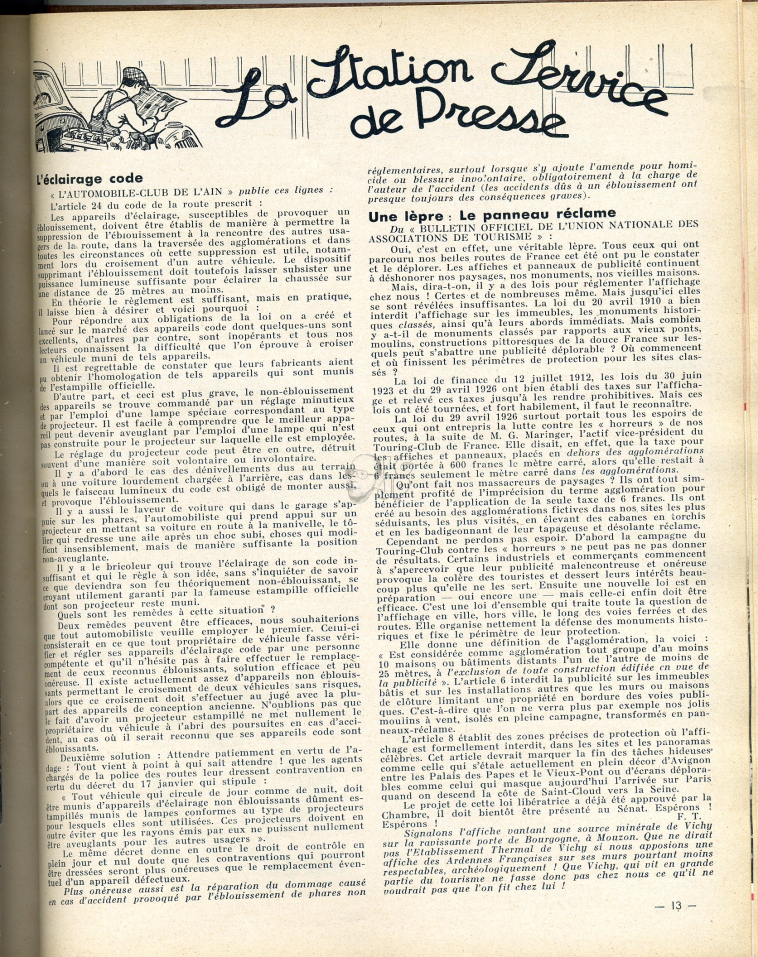 La Station Service
de Presse
L'éclairage code
« L'AUTOMOBILE-CLUB DE L'AIN » publie ces lignes :
L'article 24 du code de la route prescrit :
Les appareils d'éclairage, susceptibles de provoquer un
éblouissement, doivent être établis de manière à permettre la
suppression de l'éblouissement à la rencontre des autres usa-
gers de la route, dans la traversée des agglomérations et dans
toutes les circonstances où cette suppression est utile, notam-
ment lors du croisement d'un autre véhicule. Le dispositif
supprimant l'éblouissement doit toutefois laisser subsister une
puissance lumineuse suffisante pour éclairer la chaussée sur
une distance de 25 mètres au moins.
En théorie le règlement est suffisant, mais en pratique,
il laisse bien à désirer et voici pourquoi :
Pour répondre aux obligations de la loi on a créé et
lancé sur le marché des appareils code dont quelques-uns sont
excellents, d'autres par contre, sont inopérants et tous nos
lecteurs connaissent la difficulté que l'on éprouve à croiser
un véhicule muni de tels appareils.
Il est regrettable de constater que leurs fabricants aient
pu obtenir l'homologation de tels appareils qui sont munis
de l'estampille officielle.
D'autre part, et ceci est plus grave, le non-éblouissement
des appareils se trouve commandé par un réglage minutieux
et par l'emploi d'une lampe spéciale correspondant au type
de projecteur. Il est facile à comprendre que le meilleur appa-
reil peut devenir aveuglant par l'emploi d'une lampe qui n'est
pas construite pour le projecteur sur laquelle elle est employée.
Le réglage du projecteur code peut être en outre, détruit
souvent d'une manière soit volontaire ou involontaire.
Il y a d'abord le cas des dénivellements dus au terrain
ou à une voiture lourdement chargée à l'arrière, cas dans les-
quels le faisceau lumineux du code est obligé de monter aussi,
et provoque l'éblouissement.
Il y a aussi le laveur de voiture qui dans le garage s'ap-
puie sur les phares, l'automobiliste qui prend appui sur un
projecteur en mettant sa voiture en route à la manivelle, le tô-
lier qui redresse une aile après un choc subi, choses qui modi-
fient insensiblement, mais de manière suffisante la position
non-aveuglante.
Il y a le bricoleur qui trouve l'éclairage de son code in-
suffisant et qui le règle à son idée, sans s'inquiéter de savoir
ce que deviendra son feu théoriquement non-éblouissant, se
croyant utilement garanti par la fameuse estampille officielle
dont son projecteur reste muni.
Quels sont les remèdes à cette situation ?
Deux remèdes peuvent être efficaces, nous souhaiterions
que tout automobiliste veuille employer le premier. Celui-ci
consisterait en ce que tout propriétaire de véhicule fasse véri-
fier et régler ses appareils d'éclairage code par une personne
compétente et qu'il n'hésite pas à faire effectuer le remplace-
ment de ceux reconnus éblouissants, solution efficace et peu
onéreuse. Il existe actuellement assez d'appareils non éblouis-
sants permettant le croisement de deux véhicules sans risques,
alors que ce croisement doit s'effectuer au jugé avec la plu-
part des appareils de conception ancienne. N'oublions pas que
le fait d'avoir un projecteur estampillé ne met nullement le
propriétaire du véhicule à l'abri des poursuites en cas d'acci-
dent, au cas où il serait reconnu que ses appareils code sont
éblouissants.
Deuxième solution : Attendre patiemment en vertu de l'a-
dage : Tout vient à point à qui sait attendre ! que les agents
chargés de la police des routes leur dressent contravention en
vertu du décret du 17 janvier qui stipule :
« Tout véhicule qui circule de jour comme de nuit, doit
être munis d'appareils d'éclairage non éblouissants dûment es-
tampillés munis de lampes conformes au type de projecteurs
pour lesquels elles sont utilisées. Ces projecteurs doivent en
outre éviter que les rayons émis par eux ne puissent nullement
être aveuglants pour les autres usagers ».
Le même décret donne en outre le droit de contrôle en
plein jour et nul doute que les contraventions qui pourront
être dressées seront plus onéreuses que le remplacement éven-
tuel d'un appareil défectueux.
Plus onéreuse aussi est la réparation du dommage causé
en cas d'accident provoqué par l'éblouissement de phares non
réglementaires, surtout lorsque s'y ajoute l'amende pour homi-
cide ou blessure involontaire, obligatoirement à la charge de
l'auteur de l'accident (les accidents dûs à un éblouissement ont
presque toujours des conséquences graves).
Une lèpre : Le panneau réclame
Du « BULLETIN OFFICIEL DE L'UNION NATIONALE DES
ASSOCIATIONS DE TOURISME » :
Oui, c'est en effet, une véritable lèpre. Tous ceux qui ont
parcouru nos belles routes de France ont été ont pu le constater
et le déplorer. Les affiches et panneaux de publicité continuent
à déshonorer nos paysages, nos monuments, nos vieilles maisons.
Mais, dira-t-on, il y a des lois pour réglementer l'affichage
chez nous ! Certes et de nombreuses même. Mais jusqu'ici elles
se sont révélées insuffisantes. La loi du 20 avril 1910 a bien
interdit l'affichage sur les immeubles, les monuments histori-
ques classés, ainsi qu'à leurs abords immédiats. Mais combien
y a-t-il de monuments classés par rapports aux vieux ponts,
moulins, constructions pittoresques de la douce France sur les-
quels peut s'abattre une publicité déplorable ? Où commencent
et où finissent les périmètres de protection pour les sites clas-
sés ?
La loi de finance du 12 juillet 1912, les lois du 30 juin
1923 et du 29 avril 1926 ont bien établi des taxes sur l'afficha-
ge et relevé ces taxes jusqu'à les rendre prohibitives. Mais ces
lois ont été tournées, et fort habilement, il faut le reconnaître.
La loi du 29 avril 1926 surtout portait tous les espoirs de
ceux qui ont entrepris la lutte contre les « horreurs » de nos
routes, à la suite de M. G. Maringer, l'actif vice-président du
Touring-Club de France. Elle disait, en effet, que la taxe pour
les affiches et panneaux, placés en dehors des agglomérations
est portée à 600 francs le mètre carré, alors qu'elle restait à
6 francs seulement le mètre carré dans les agglomérations.
Qu'ont fait nos massacreurs de paysages ? Ils ont tout sim-
plement profité de l'imprécision du terme agglomération pour
bénéficier de l'application de la seule taxe de 6 francs. Ils ont
créé au besoin des agglomérations fictives dans nos sites les plus
séduisants, les plus visités, en élevant des cabanes en torchis
et en les badigeonnant de leur tapageuse et désolante réclame.
Cependant ne perdons pas espoir. D'abord la campagne du
Touring-Club contre les « horreurs » ne peut pas ne pas donner
de résultats. Certains industriels et commerçants commencent
à s'apercevoir que leur publicité malencontreuse et onéreuse
provoque la colère des touristes et dessert leurs intérêts beau-
coup plus qu'elle ne les sert. Ensuite une nouvelle loi est en
préparation — oui encore une — mais celle-ci enfin doit être
efficace. C'est une loi d'ensemble qui traite toute la question de
l'affichage en ville, hors ville, le long des voies ferrées et des
routes. Elle organise nettement la défense des monuments histo-
riques et fixe le périmètre de leur protection.
Elle donne une définition de l'agglomération, la voici :
« Est considérée comme agglomération tout groupe d'au moins
10 maisons ou bâtiments distants l'un de l'autre de moins de
25 mètres, à l'exclusion de toute construction édifiée en vue de
la publicité ». L'article 6 interdit la publicité sur les immeubles
bâtis et sur les installations autres que les murs ou maisons
de clôture limitant une propriété en bordure des voies publi-
ques. C'est-à-dire que l'on ne verra plus par exemple nos jolis
moulins à vent, isolés en pleine campagne, transformés en pan-
neaux-réclame.
L'article 8 établit des zones précises de protection où l'affi-
chage est formellement interdit, dans les sites et les panoramas
célèbres. Cet article devrait marquer la fin des tâches hideuses
comme celle qui s'étale actuellement en plein décor d'Avignon
entre les Palais des Papes et le Vieux-Pont ou d'écrans déplora-
bles comme celui qui masque aujourd'hui l'arrivée sur Paris
quand on descend la côte de Saint-Cloud vers la Seine.
Le projet de cette loi libératrice a déjà été approuvé par la
Chambre, il doit bientôt être présenté au Sénat. Espérons !
Espérons !
F. T.
Signalons l'affiche vantant une source minérale de Vichy
sur la ravissante porte de Bourgogne, à Mouzon. Que ne dirait
pas l'Etablissement Thermal de Vichy si nous apposions une
affiche des Ardennes Françaises sur ses murs pourtant moins
respectables, archéologiquement ! Que Vichy, qui vit en grande
partie du tourisme ne fasse donc pas chez nous ce qu'il ne
voudrait pas que l'on fit chez lui !
— 13 —